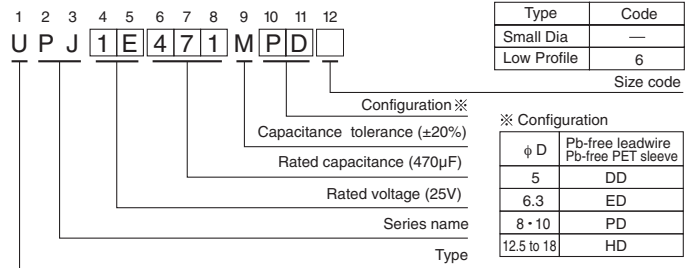 1 2 3 4 5 6 7 8 9 10 11 12
U P J 1 E 4 7 1 M P D
Type Code
Small Dia —
Low Profile 6
Size code
Configuration※
Capacitance tolerance (±20%)
Rated capacitance (470µF)
Rated voltage (25V)
Series name
Type
※ Configuration
ϕ D Pb-free leadwire
Pb-free PET sleeve
5 DD
6.3 ED
8・10 PD
12.5 to 18 HD